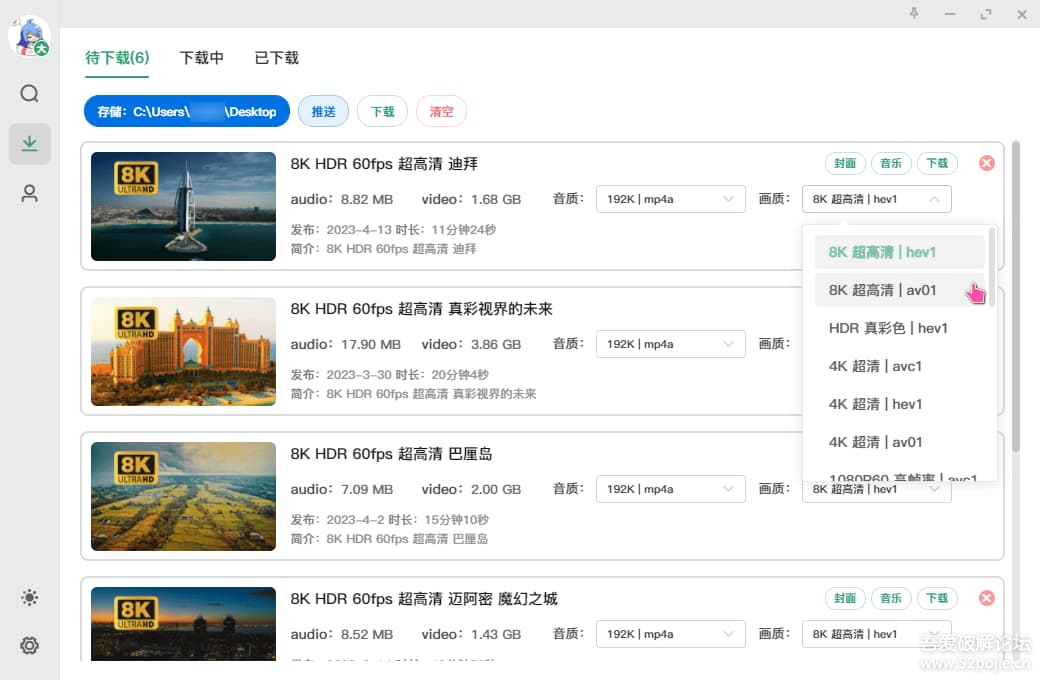 大
待下载(6) 下载中 已下载
存储：C:\Users\ \Desktop 推送 下载 清空
8K ULTRAHD
8K HDR 60fps 超高清 迪拜 封面 音乐 下载
audio：8.82 MB video：1.68 GB 音质： 192K | mp4a 画质： 8K 超高清 | hev1
发布：2023-4-13 时长：11分钟24秒
简介：8K HDR 60fps 超高清 迪拜
8K 超高清 | hev1
8K 超高清 | av01
HDR 真彩色 | hev1
4K 超清 | avc1
4K 超清 | hev1
4K 超清 | av01
1080P60 高帧率 | avc1
8K ULTRAHD
8K HDR 60fps 超高清 真彩视界的未来
audio：17.90 MB video：3.86 GB 音质： 192K | mp4a 画质：
发布：2023-3-30 时长：20分钟4秒
简介：8K HDR 60fps 超高清 真彩视界的未来
8K ULTRAHD
8K HDR 60fps 超高清 巴厘岛
audio：7.09 MB video：2.00 GB 音质： 192K | mp4a 画质： 8K 超高清 | hev1
发布：2023-4-2 时长：15分钟10秒
简介：8K HDR 60fps 超高清 巴厘岛
8K ULTRAHD
8K HDR 60fps 超高清 迈阿密 魔幻之城 封面 音乐 下载
audio：8.52 MB video：1.43 GB 音质： 192K | mp4a 画质： 8K 超高清 | hev1
吾爱破解论坛
www.52pojie.cn